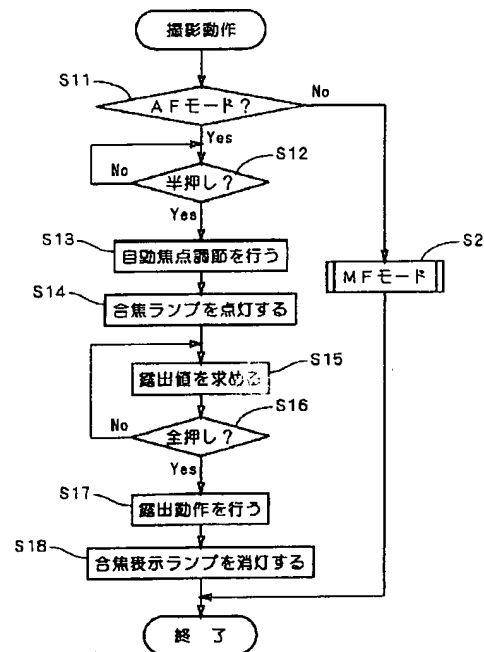 撮影動作
S11
AFモード?
No
Yes
S12
No
半押し?
Yes
S13
自動焦点調節を行う
S2
MFモード
S14
合焦ランプを点灯する
S15
露出値を求める
S16
No
全押し?
Yes
S17
露出動作を行う
S18
合焦表示ランプを消灯する
終 了